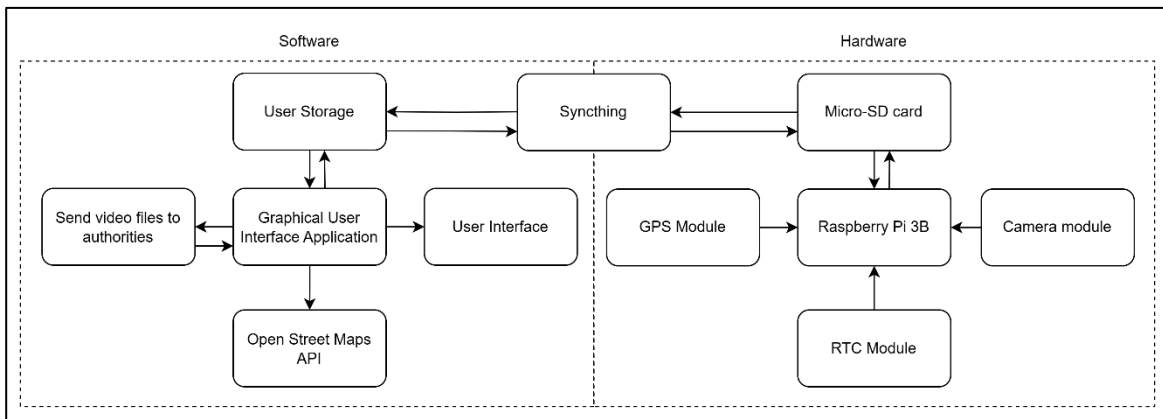 Software
Hardware
User Storage
Syncthing
Micro-SD card
Send video files to
authorities
Graphical User
Interface Application
User Interface
GPS Module
Raspberry Pi 3B
Camera module
Open Street Maps
API
RTC Module